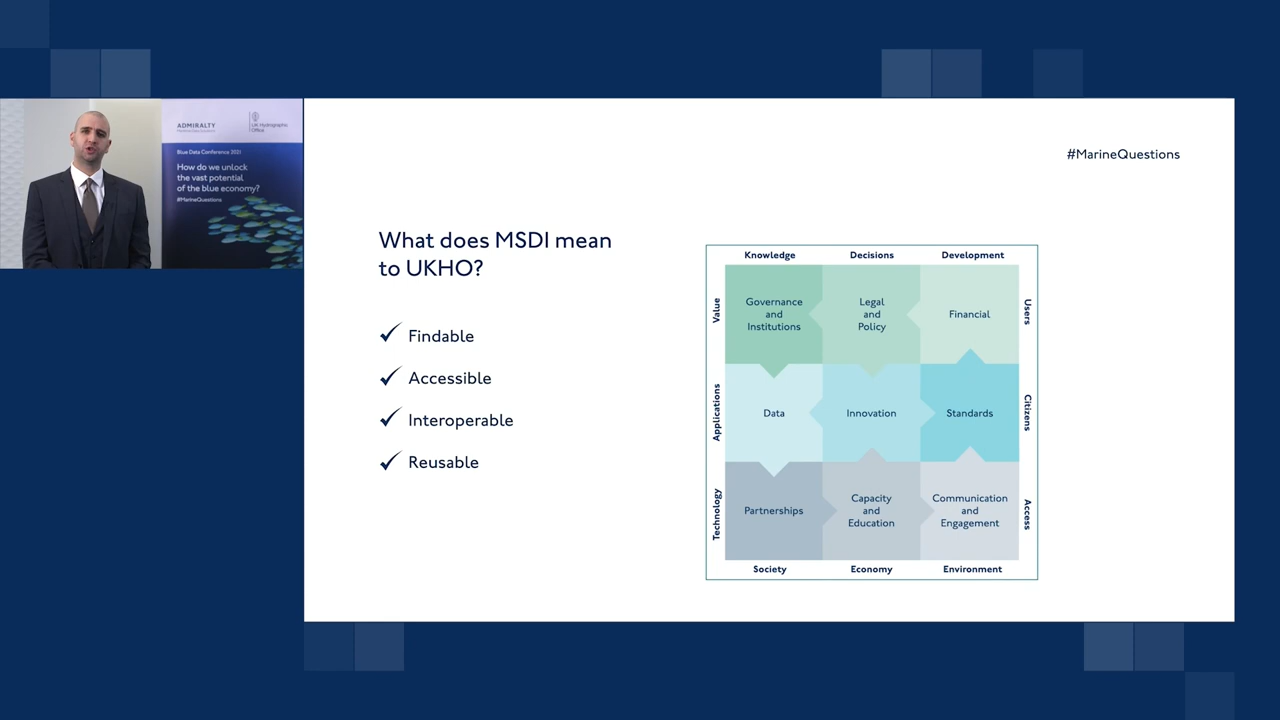 ADMIRALTY
UK Hydrographic
Office
Blue Data Conference 2021
How do we unlock
the vast potential
of the blue economy?
#MarineQuestions
#MarineQuestions
What does MSDI mean
to UKHO?
Findable
Accessible
Interoperable
Reusable
Knowledge
Decisions
Development
Value
Governance
and
Institutions
Legal
and
Policy
Financial
Users
Applications
Data
Innovation
Standards
Citizens
Technology
Partnerships
Capacity
and
Education
Communication
and
Engagement
Access
Society
Economy
Environment